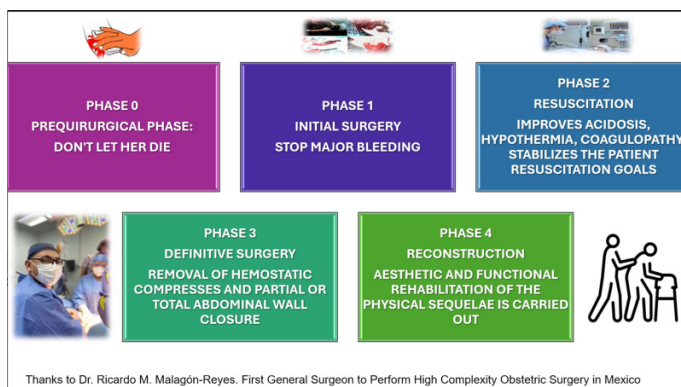 PHASE 0
PREQUIRURGICAL PHASE:
DON'T LET HER DIE
PHASE 1
INITIAL SURGERY
STOP MAJOR BLEEDING
PHASE 2
RESUSCITATION
IMPROVES ACIDOSIS,
HYPOTHERMIA, COAGULOPATHY
STABILIZES THE PATIENT
RESUSCITATION GOALS
PHASE 3
DEFINITIVE SURGERY
REMOVAL OF HEMOSTATIC
COMPRESSES AND PARTIAL OR
TOTAL ABDOMINAL WALL
CLOSURE
PHASE 4
RECONSTRUCTION
AESTHETIC AND FUNCTIONAL
REHABILITATION OF THE
PHYSICAL SEQUELAE IS CARRIED
OUT
Thanks to Dr. Ricardo M. Malagón-Reyes. First General Surgeon to Perform High Complexity Obstetric Surgery in Mexico